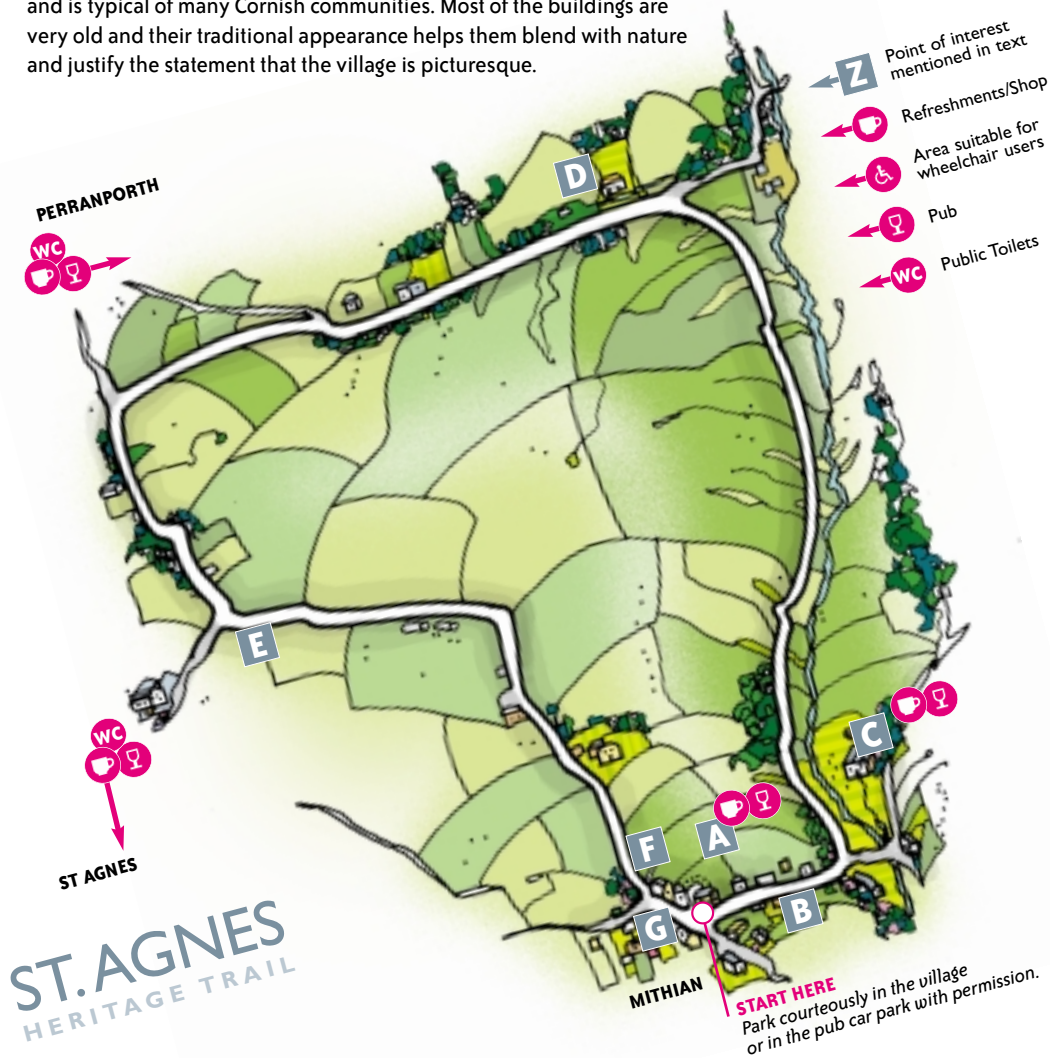 and is typical of many Cornish communities. Most of the buildings are
very old and their traditional appearance helps them blend with nature
and justify the statement that the village is picturesque.
Z
Point of interest
mentioned in text
Refreshments/Shop
Area suitable for
wheelchair users
Pub
WC
Public Toilets
PERRANPORTH
WC
D
E
C
WC
ST AGNES
A
F
B
G
MITHIAN
START HERE
Park courteously in the village
or in the pub car park with permission.
ST. AGNES
HERITAGE TRAIL